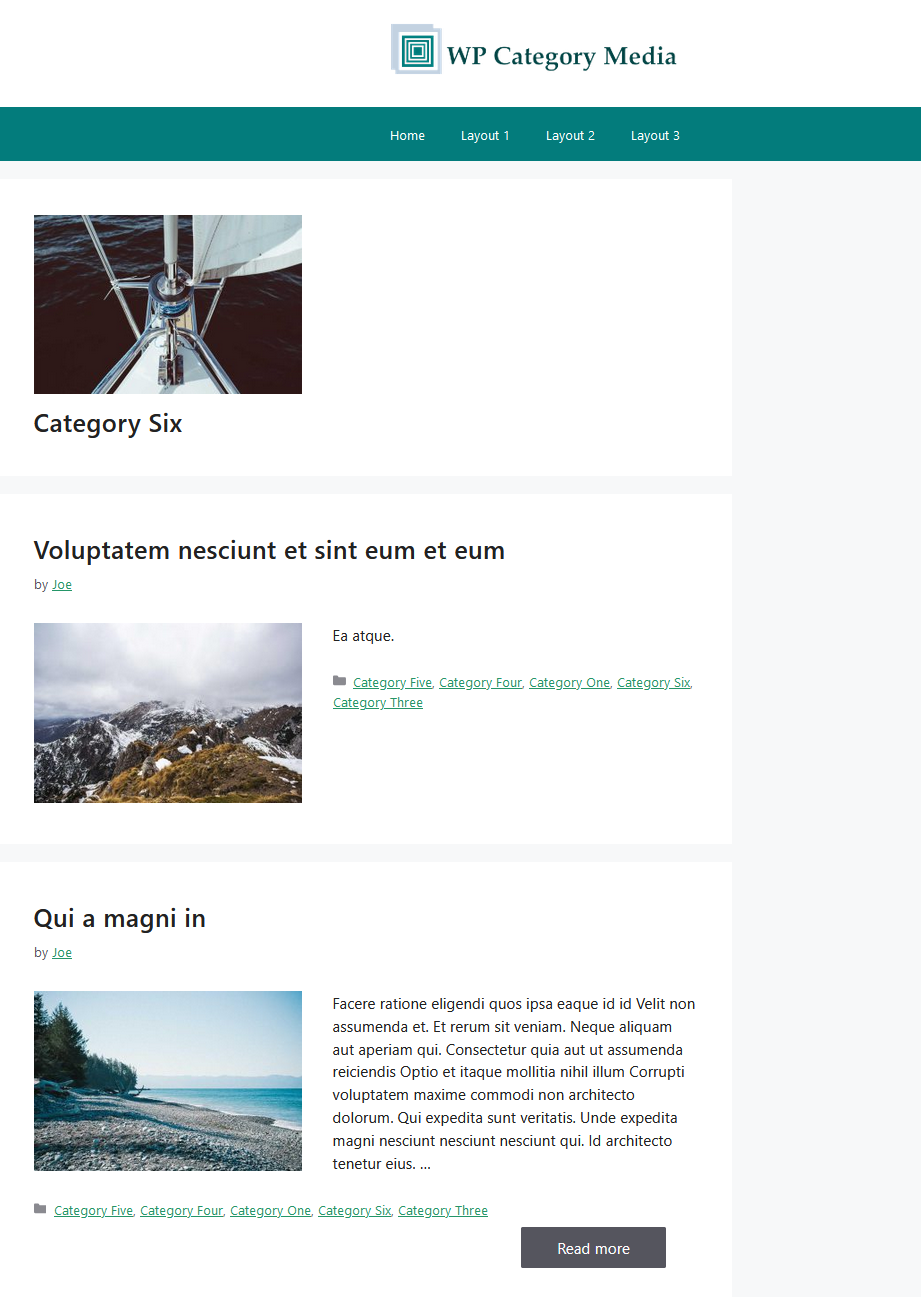 WP Category Media
Home Layout 1 Layout 2 Layout 3
Category Six
Voluptatem nesciunt et sint eum et eum
by Joe
Ea atque.
Category Five, Category Four, Category One, Category Six,
Category Three
Qui a magni in
by Joe
Facere ratione eligendi quos ipsa eaque id id Velit non
assumenda et. Et rerum sit veniam. Neque aliquam
aut aperiam qui. Consectetur quia aut ut assumenda
reiciendis Optio et itaque mollitia nihil illum Corrupti
voluptatem maxime commodi non architecto
dolorum. Qui expedita sunt veritatis. Unde expedita
magni nesciunt nesciunt nesciunt qui. Id architecto
tenetur eius. ...
Category Five, Category Four, Category One, Category Six, Category Three
Read more